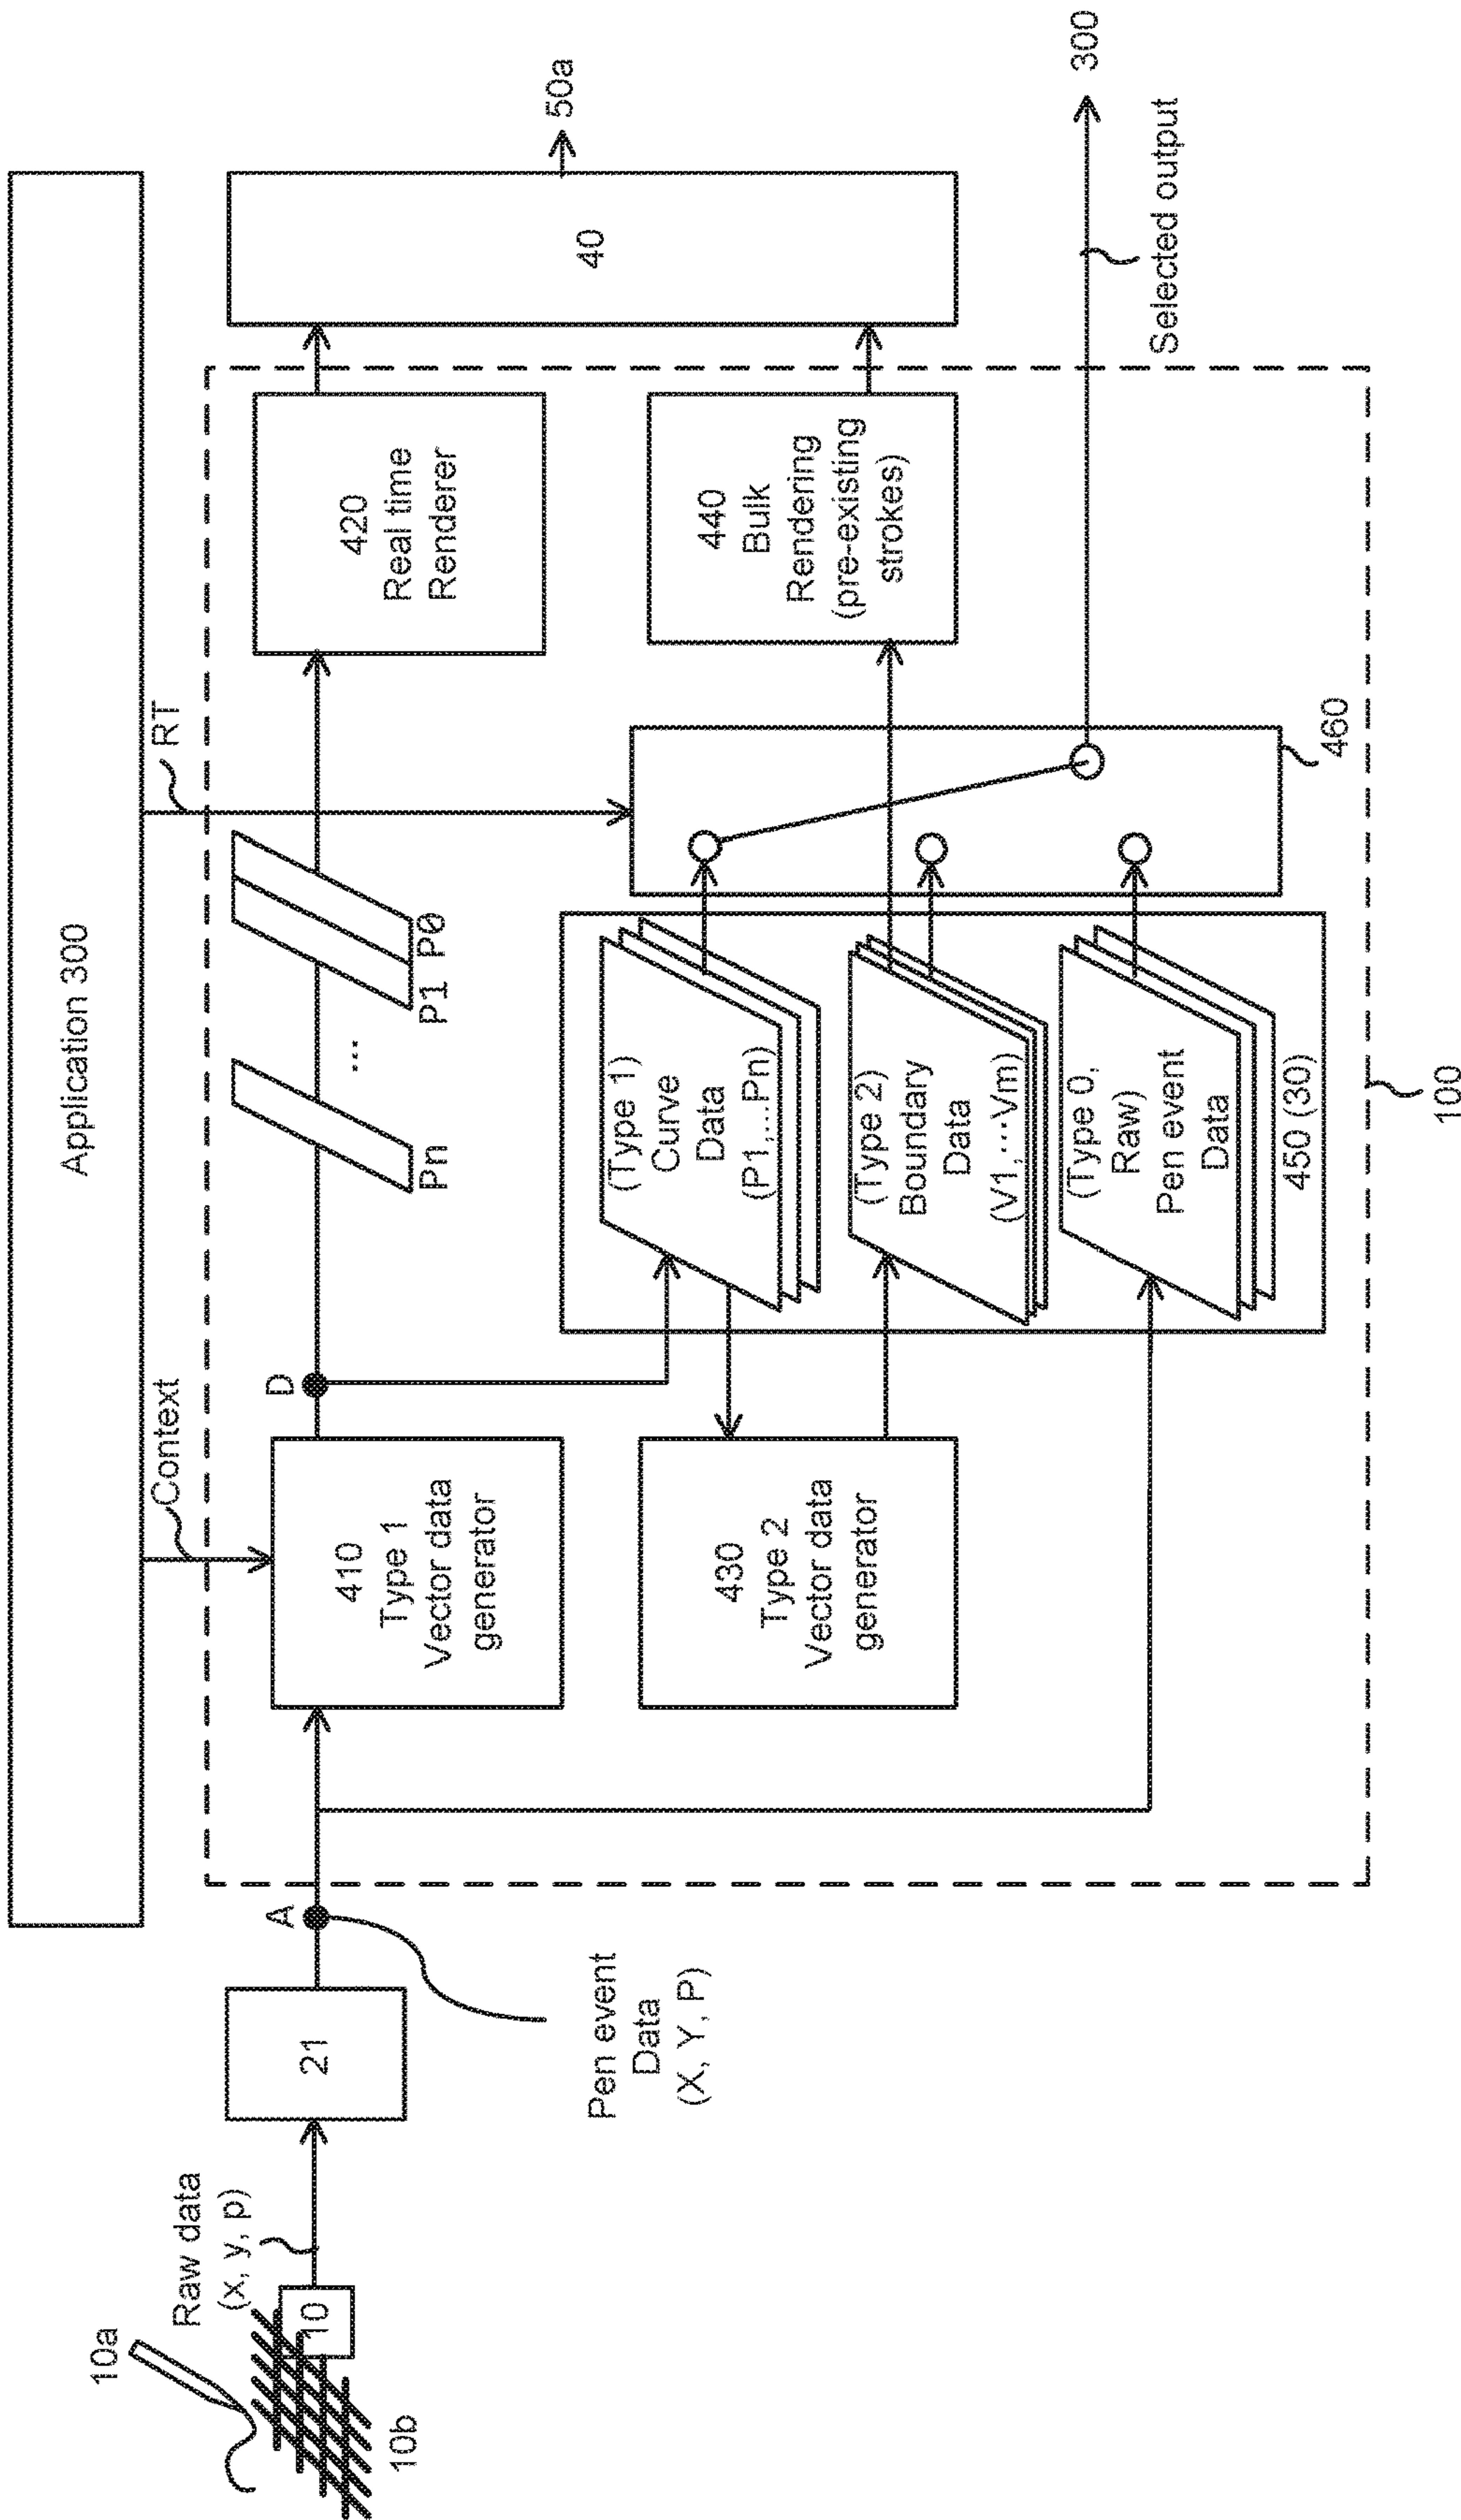 Application 300
Context
RT
10a
10b
10
Raw data
(x, y, p)
21
A
Pen event
Data
(X, Y, P)
410
Type 1
Vector data
generator
D
Pn
...
P1
P0
420
Real time
Renderer
40
50a
430
Type 2
Vector data
generator
(Type 1)
Curve
Data
(P1,...Pn)
(Type 2)
Boundary
Data
(V1,...Vm)
(Type 0,
Raw)
Pen event
Data
450 (30)
460
440
Bulk
Rendering
(pre-existing
strokes)
Selected output
300
100